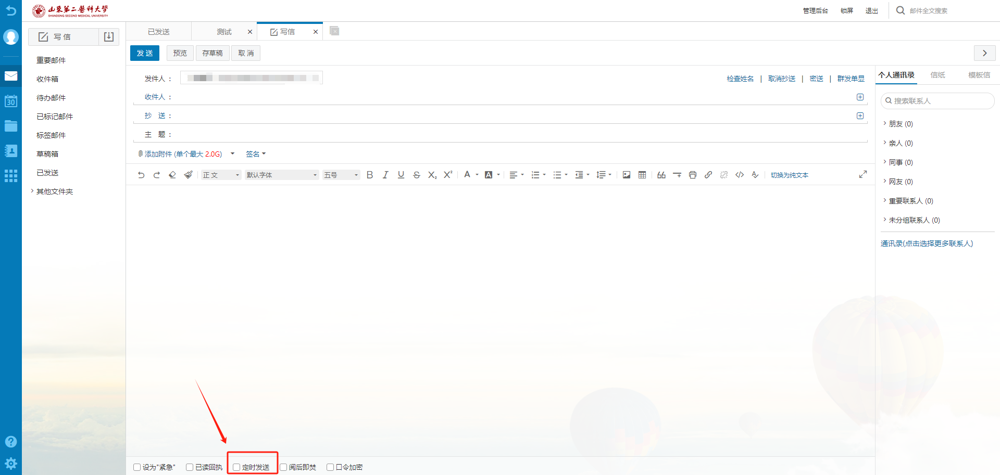 山東第二醫科大學
SHANDONG SECOND MEDICAL UNIVERSITY
管理后台 锁屏 退出 邮件全文搜索
写 信
已发送 测试 写信
重要邮件
收件箱
待办邮件
已标记邮件
标签邮件
草稿箱
已发送
其他文件夹
30
发 送 预览 存草稿 取 消
发件人 : 检查姓名 | 取消抄送 | 密送 | 群发单显
收件人 :
抄 送 :
主 题 :
添加附件 (单个最大 2.0G) 签名
正 文 默认字体 五号 切换为纯文本
个人通讯录 信纸 模板信
搜索联系人
朋友 (0)
亲人 (0)
同事 (0)
网友 (0)
重要联系人 (0)
未分组联系人 (0)
通讯录(点击选择更多联系人)
设为"紧急" 已读回执 定时发送 阅后即焚 口令加密